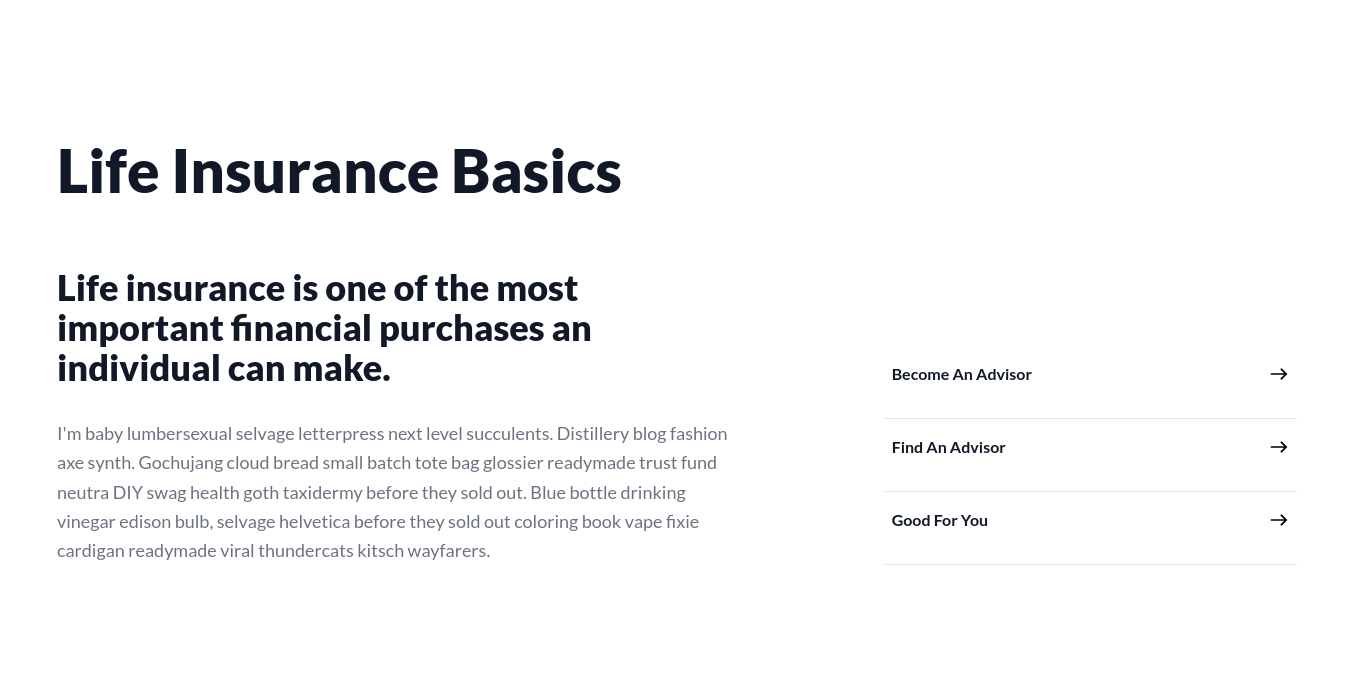 Life Insurance Basics
Life insurance is one of the most
important financial purchases an
individual can make.
I'm baby lumbersexual selvage letterpress next level succulents. Distillery blog fashion
axe synth. Gochujang cloud bread small batch tote bag glossier readymade trust fund
neutra DIY swag health goth taxidermy before they sold out. Blue bottle drinking
vinegar edison bulb, selvage helvetica before they sold out coloring book vape fixie
cardigan readymade viral thundercats kitsch wayfarers.
Become An Advisor
Find An Advisor
Good For You